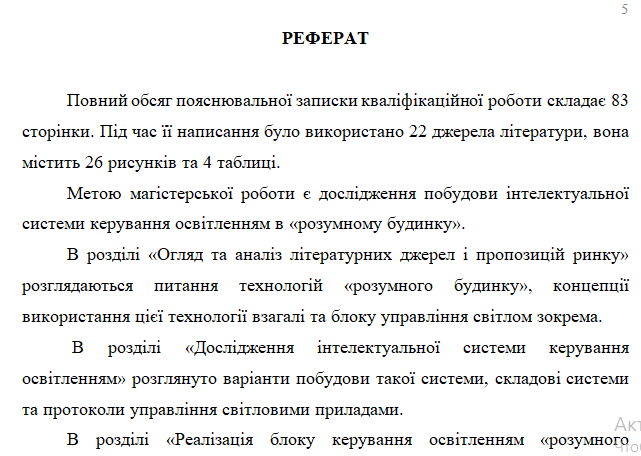 5
РЕФЕРАТ
Повний обсяг пояснювальної записки кваліфікаційної роботи складає 83
сторінки. Під час її написання було використано 22 джерела літератури, вона
містить 26 рисунків та 4 таблиці.
Метою магістерської роботи є дослідження побудови інтелектуальної
системи керування освітленням в «розумному будинку».
В розділі «Огляд та аналіз літературних джерел і пропозицій ринку»
розглядаються питання технологій «розумного будинку», концепції
використання цієї технології взагалі та блоку управління світлом зокрема.
В розділі «Дослідження інтелектуальної системи керування
освітленням» розглянуто варіанти побудови такої системи, складові системи
та протоколи управління світловими приладами.
В розділі «Реалізація блоку керування освітленням «розумного